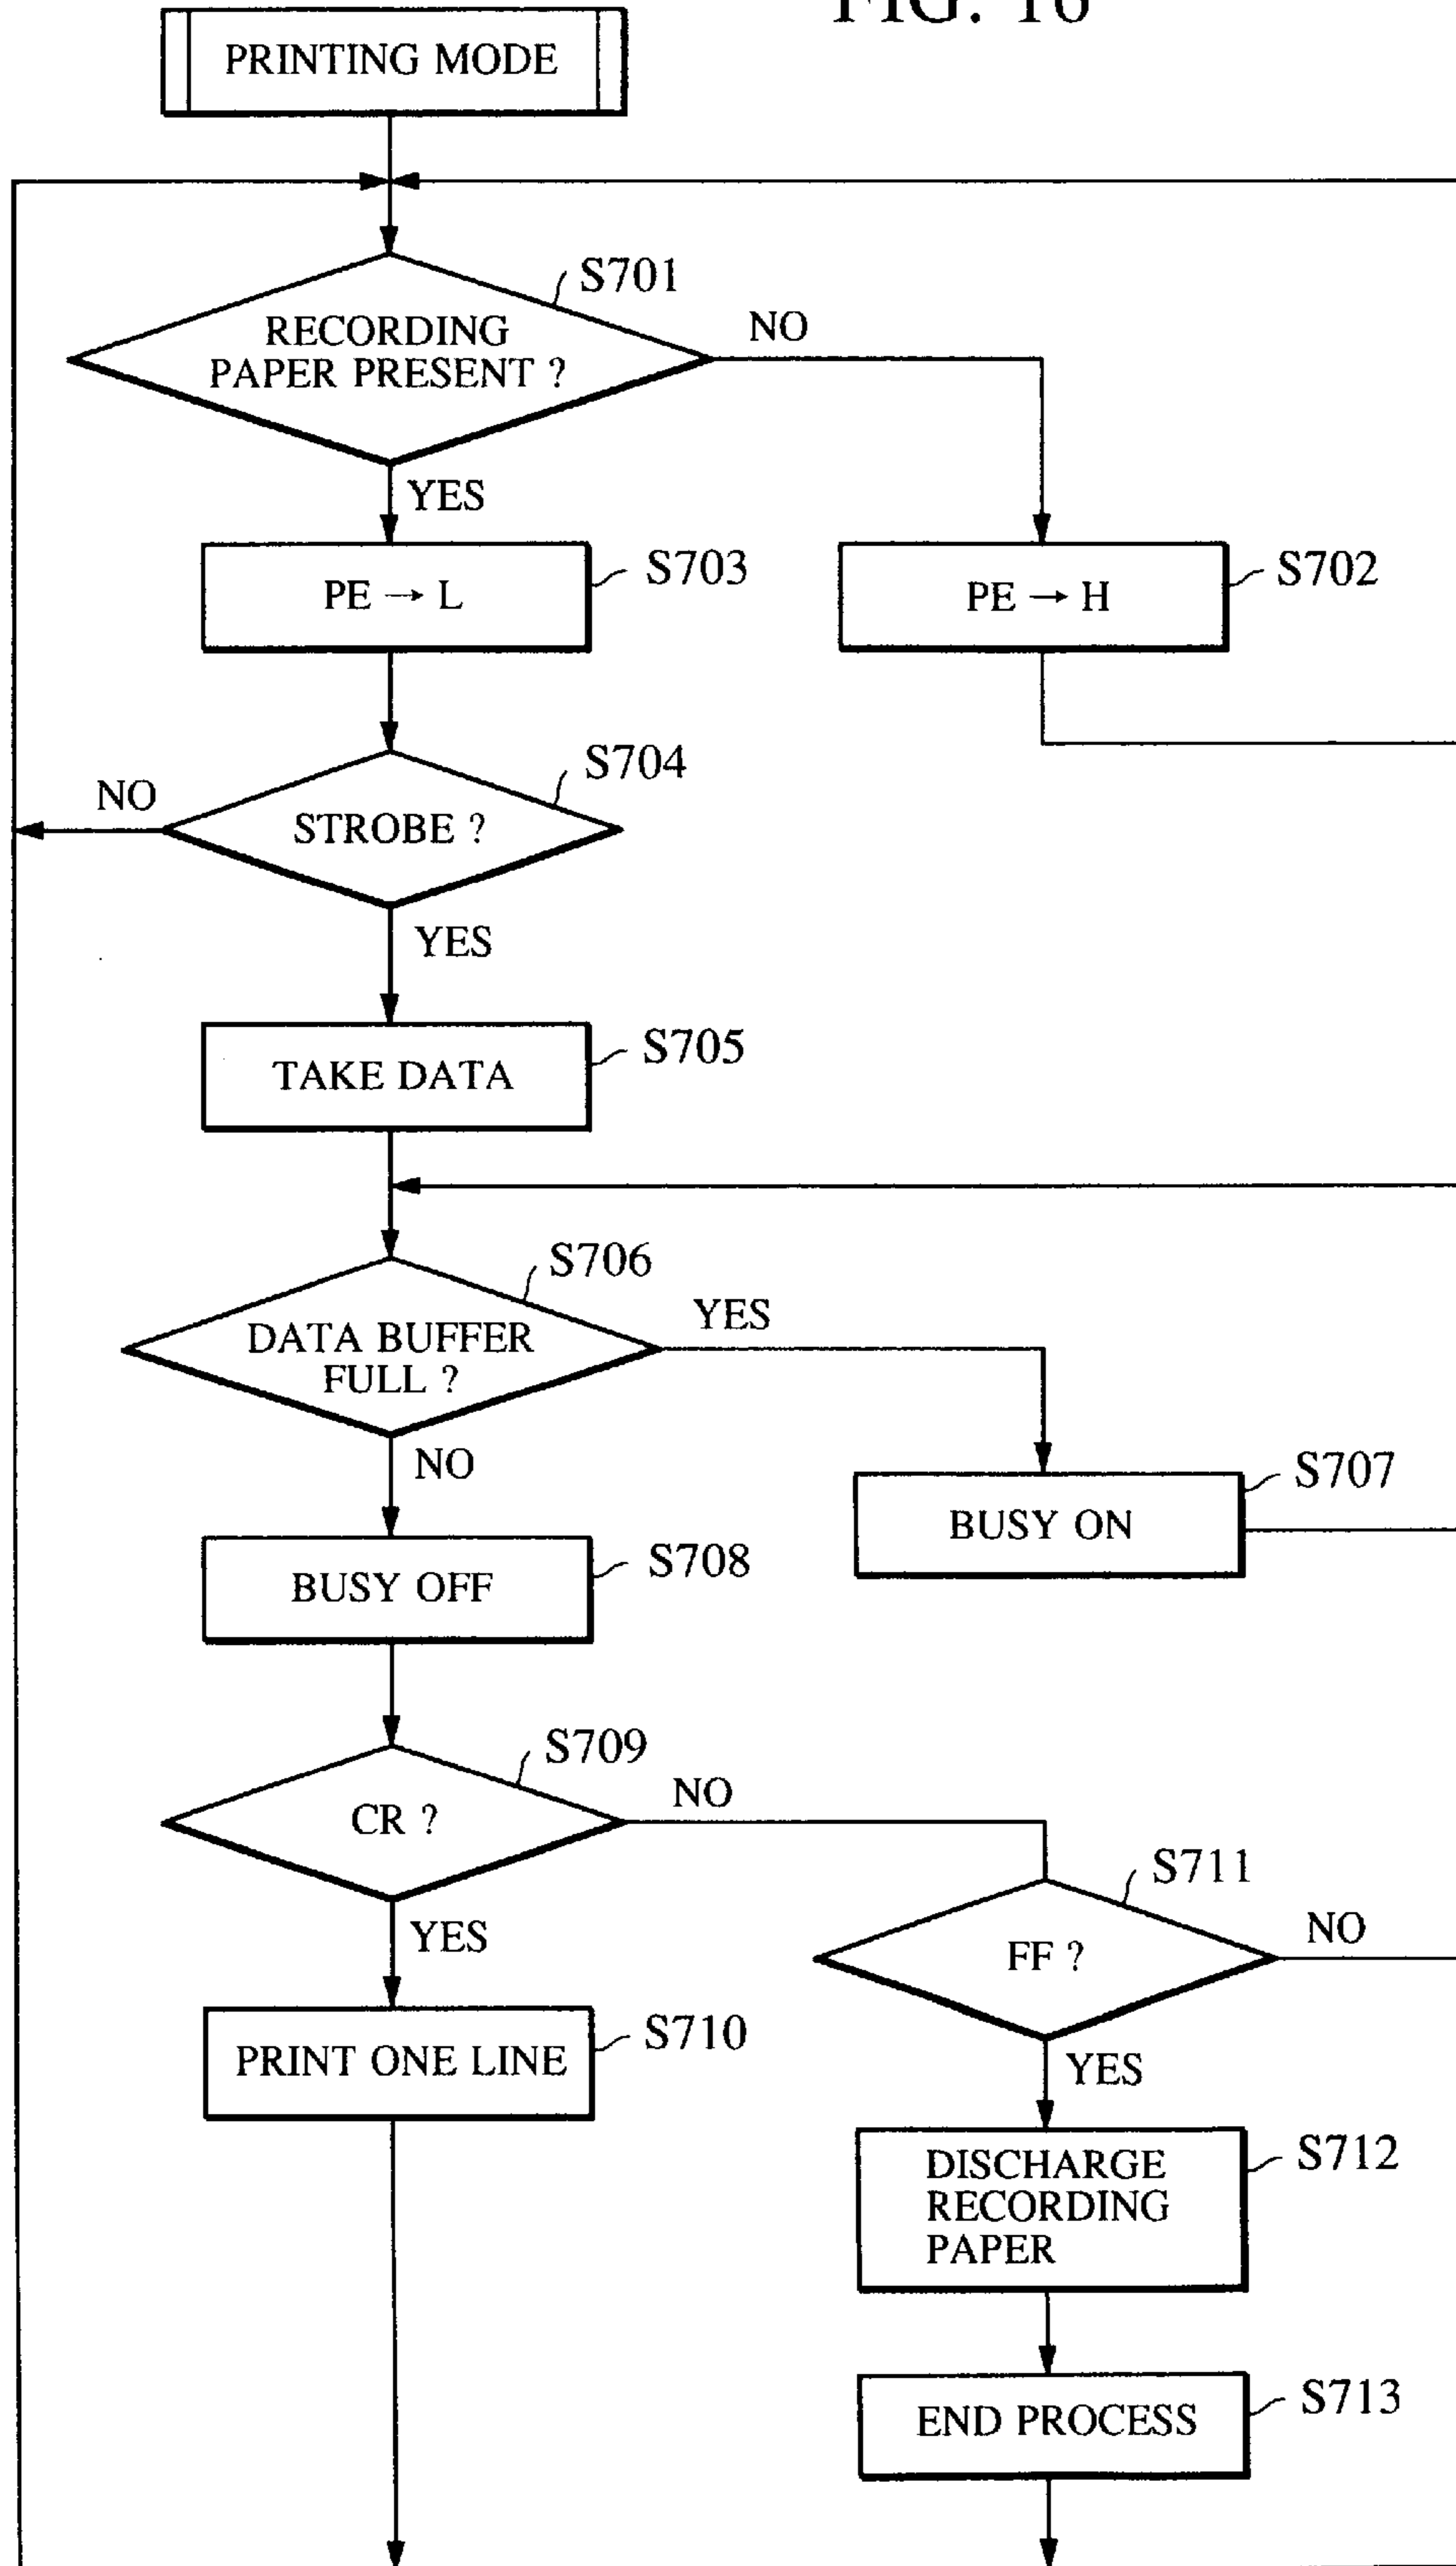 FIG. 16
PRINTING MODE
S701
RECORDING
PAPER PRESENT ?
NO
YES
S703
PE → L
S702
PE → H
S704
NO
STROBE ?
YES
S705
TAKE DATA
S706
DATA BUFFER
FULL ?
YES
NO
S707
BUSY ON
S708
BUSY OFF
S709
CR ?
NO
S711
YES
FF ?
NO
S710
PRINT ONE LINE
YES
S712
DISCHARGE
RECORDING
PAPER
S713
END PROCESS